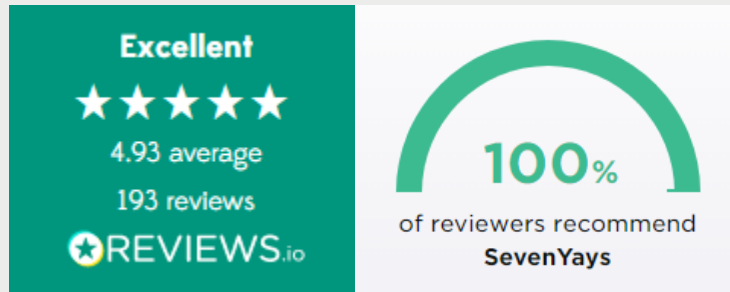 Excellent
4.93 average
193 reviews
REVIEWS.io
100%
of reviewers recommend
SevenYays